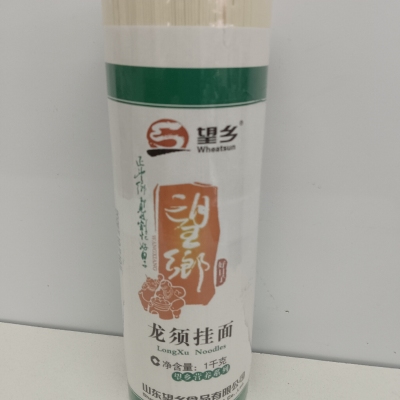 望乡®
Wheatsun
望鄉
龙须挂面
LongXu Noodles
净含量：1千克
山东望乡食品有限公司